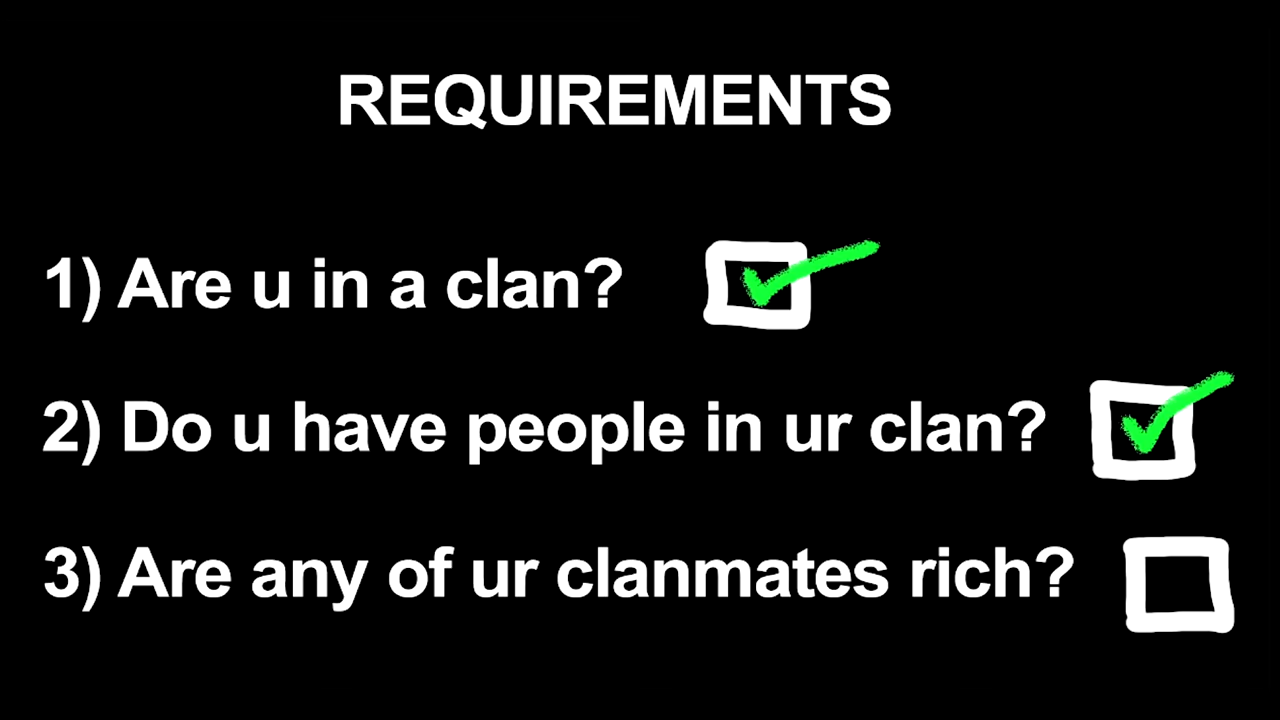 REQUIREMENTS
1) Are u in a clan?
2) Do u have people in ur clan?
3) Are any of ur clanmates rich?